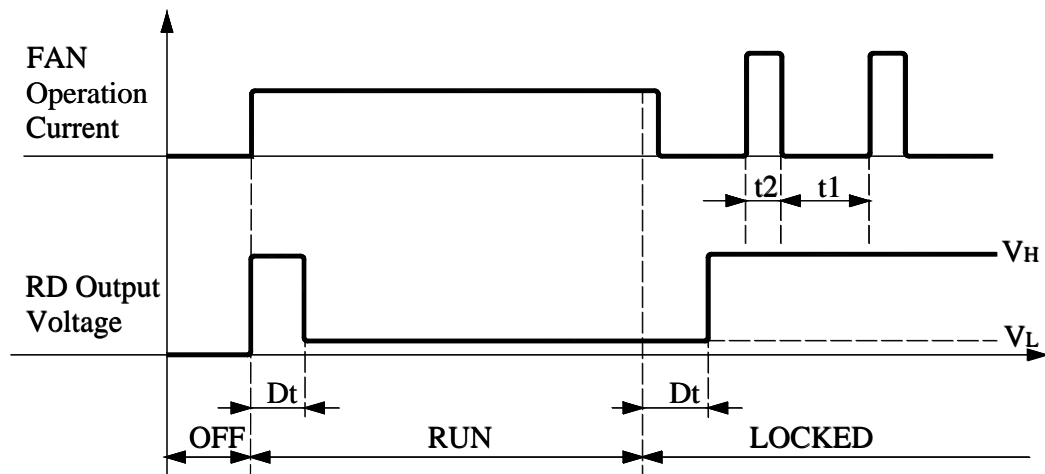 FAN
Operation
Current
t2
t1
VH
RD Output
Voltage
VL
Dt
Dt
OFF
RUN
LOCKED